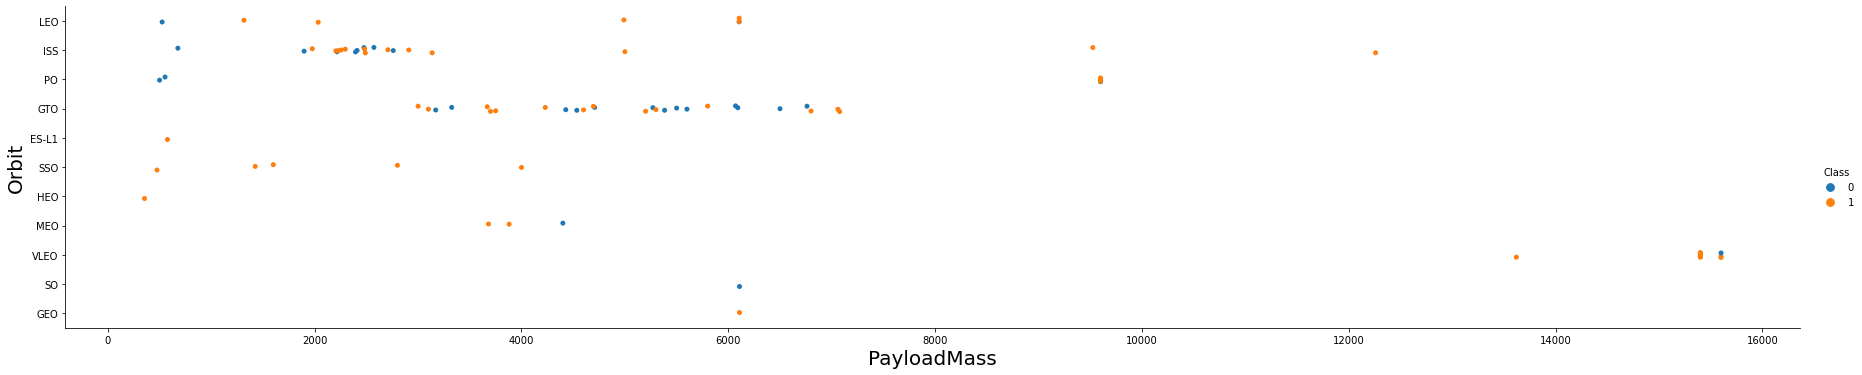 Orbit
LEO
ISS
PO
GTO
ES-L1
SSO
HEO
MEO
VLEO
SO
GEO
0 2000 4000 6000 8000 10000 12000 14000 16000
PayloadMass
Class
0
1